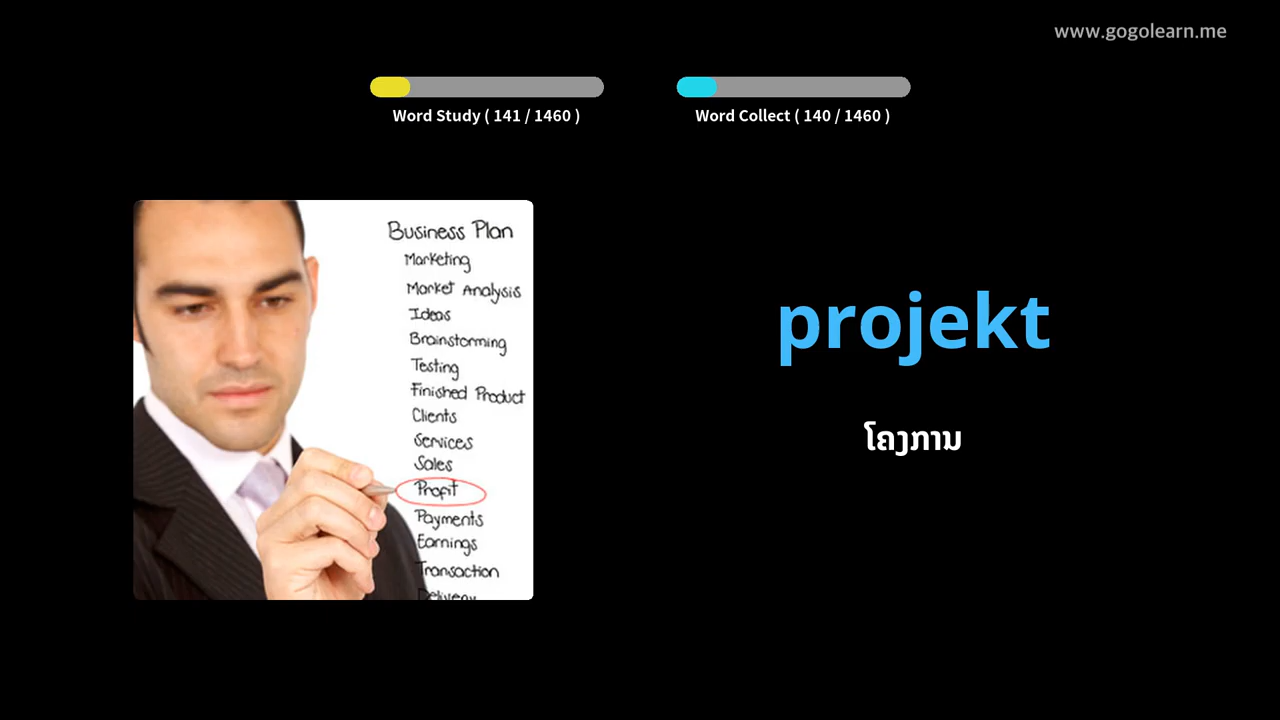 www.gogolearn.me
Word Study ( 141 / 1460 )
Word Collect ( 140 / 1460 )
Business Plan
Marketing
Market Analysis
Ideas
Brainstorming
Testing
Finished Product
Clients
Services
Sales
Profit
Payments
Earnings
Transaction
Delivery
projekt
ໂຄງການ